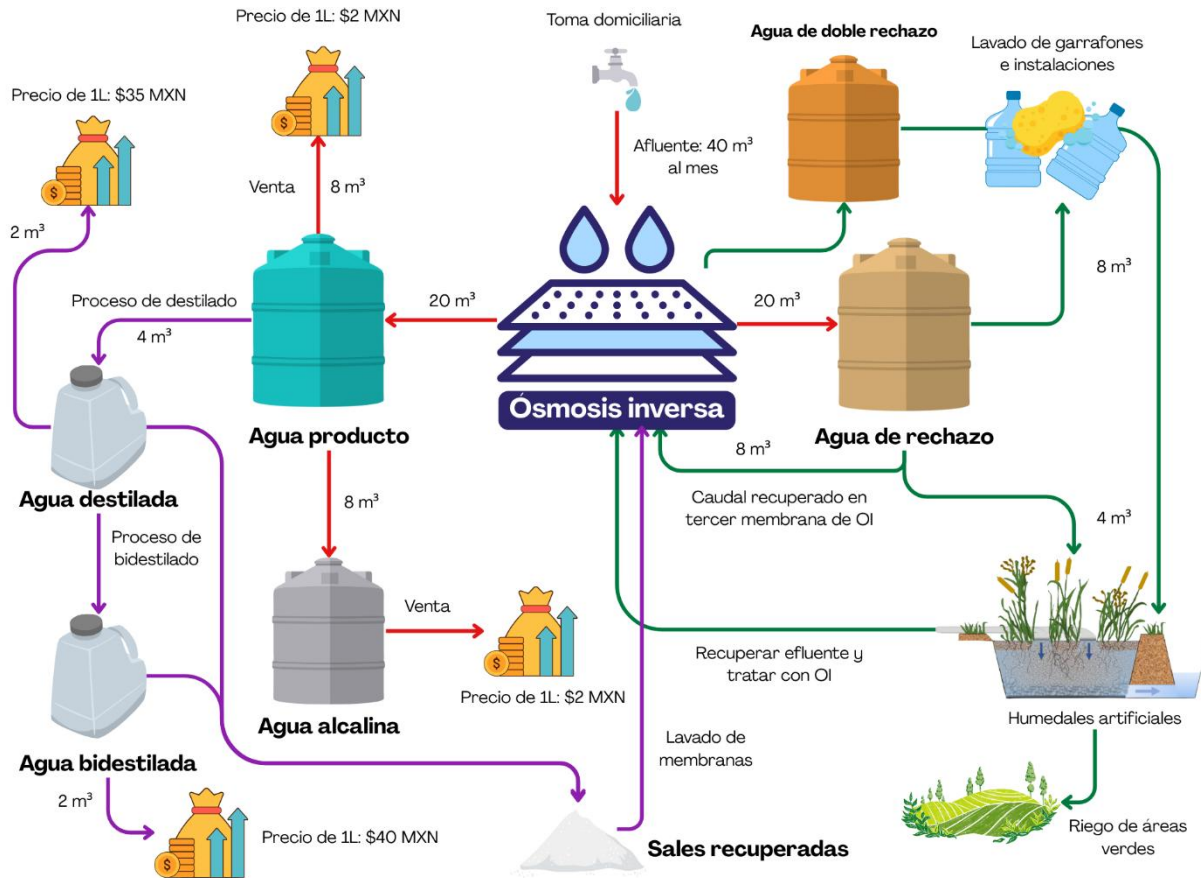 Precio de 1L: $2 MXN
Toma domiciliaria
Agua de doble rechazo
Lavado de garrafones
e instalaciones
Precio de 1L: $35 MXN
Afluente: 40 m³
al mes
Venta
8 m³
2 m³
8 m³
Proceso de destilado
4 m³
20 m³
20 m³
Ósmosis inversa
Agua producto
Agua de rechazo
8 m³
Agua destilada
8 m³
Caudal recuperado en
tercer membrana de OI
4 m³
Proceso de
bidestilado
Venta
Recuperar efluente y
tratar con OI
Precio de 1L: $2 MXN
Humedales artificiales
Agua alcalina
Lavado de
membranas
Agua bidestilada
2 m³
Precio de 1L: $40 MXN
Sales recuperadas
Riego de áreas
verdes